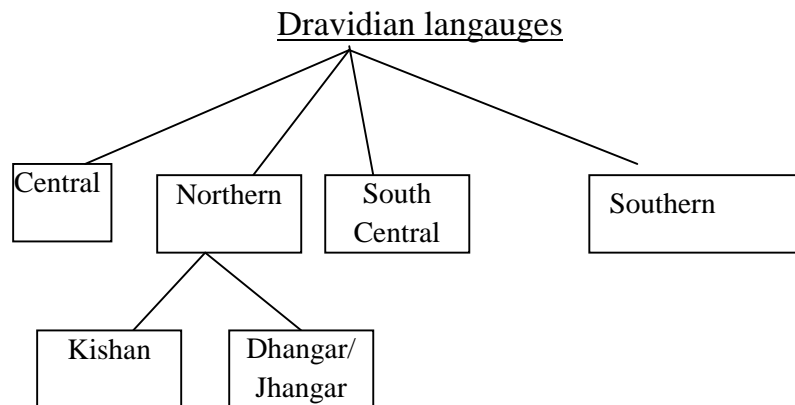 Dravidian langauges
Central
Northern
South
Central
Southern
Kishan
Dhangar/
Jhangar